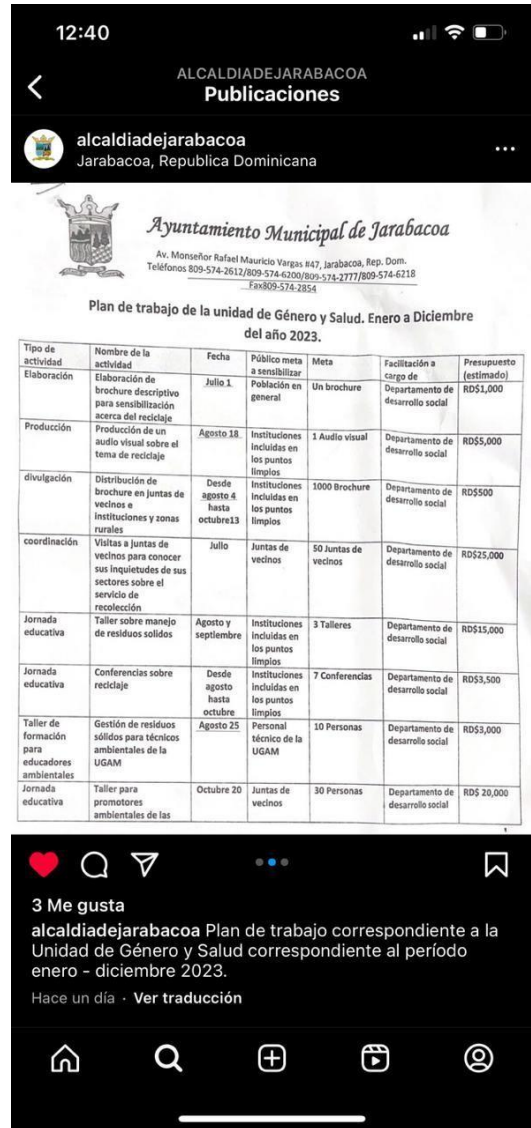 12:40
ALCALDIADEJARABACOA
Publicaciones
alcaldiadejarabacoa
Jarabacoa, Republica Dominicana
Ayuntamiento Municipal de Jarabacoa
Av. Monseñor Rafael Mauricio Vargas #47, Jarabacoa, Rep. Dom.
Teléfonos 809-574-2612/809-574-6200/809-574-2777/809-574-6218
Fax809-574-2854
Plan de trabajo de la unidad de Género y Salud. Enero a Diciembre
del año 2023.
Tipo de
actividad
Nombre de la
actividad
Fecha
Público meta
a sensibilizar
Meta
Facilitación a
cargo de
Presupuesto
(estimado)
Elaboración
Elaboración de
brochure descriptivo
para sensibilización
acerca del reciclaje
Julio 1
Población en
general
Un brochure
Departamento de
desarrollo social
RD$1,000
Producción
Producción de un
audio visual sobre el
tema de reciclaje
Agosto 18
Instituciones
incluidas en
los puntos
limpios
1 Audio visual
Departamento de
desarrollo social
RD$5,000
divulgación
Distribución de
brochure en juntas de
vecinos e
instituciones y zonas
rurales
Desde
agosto 4
hasta
octubre13
Instituciones
incluidas en
los puntos
limpios
1000 Brochure
Departamento de
desarrollo social
RD$500
coordinación
Visitas a juntas de
vecinos para conocer
sus inquietudes de sus
sectores sobre el
servicio de
recolección
Julio
Juntas de
vecinos
50 Juntas de
vecinos
Departamento de
desarrollo social
RD$25,000
Jornada
educativa
Taller sobre manejo
de residuos solidos
Agosto y
septiembre
Instituciones
incluidas en
los puntos
limpios
3 Talleres
Departamento de
desarrollo social
RD$15,000
Jornada
educativa
Conferencias sobre
reciclaje
Desde
agosto
hasta
octubre
Instituciones
incluidas en
los puntos
limpios
7 Conferencias
Departamento de
desarrollo social
RD$3,500
Taller de
formación
para
educadores
ambientales
Gestión de residuos
sólidos para técnicos
ambientales de la
UGAM
Agosto 25
Personal
técnico de la
UGAM
10 Personas
Departamento de
desarrollo social
RD$3,000
Jornada
educativa
Taller para
promotores
ambientales de las
Octubre 20
Juntas de
vecinos
30 Personas
Departamento de
desarrollo social
RD$ 20,000
1
3 Me gusta
alcaldiadejarabacoa Plan de trabajo correspondiente a la
Unidad de Género y Salud correspondiente al período
enero - diciembre 2023.
Hace un día · Ver traducción